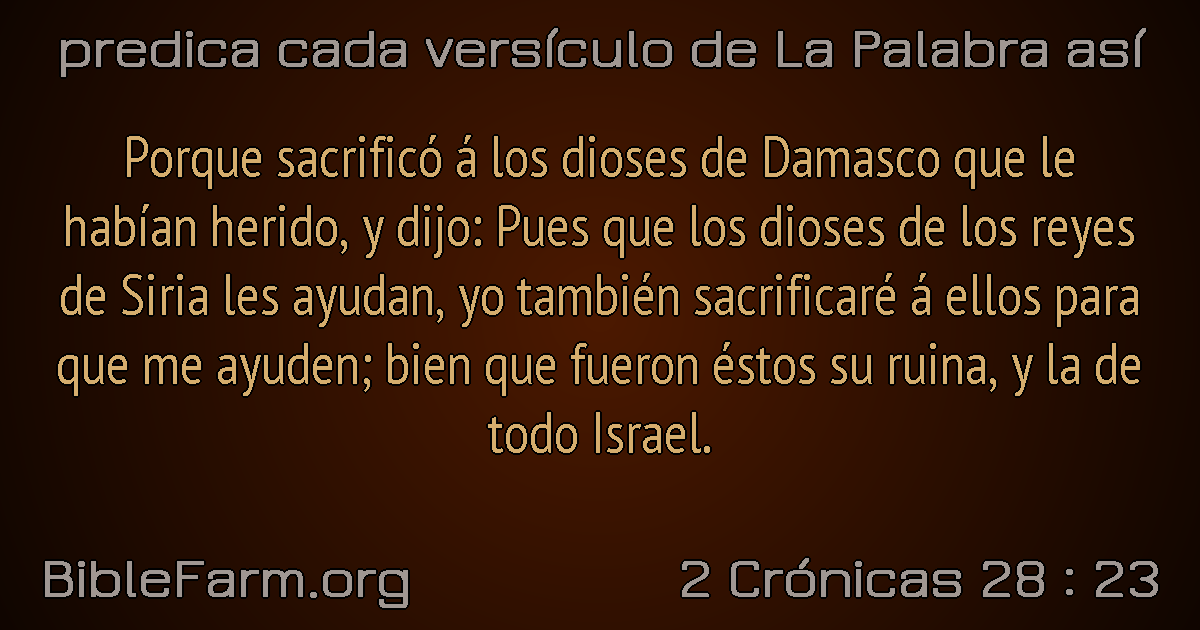 predica cada versículo de La Palabra así
Porque sacrificó á los dioses de Damasco que le
habían herido, y dijo: Pues que los dioses de los reyes
de Siria les ayudan, yo también sacrificaré á ellos para
que me ayuden; bien que fueron éstos su ruina, y la de
todo Israel.
BibleFarm.org
2 Crónicas 28 : 23